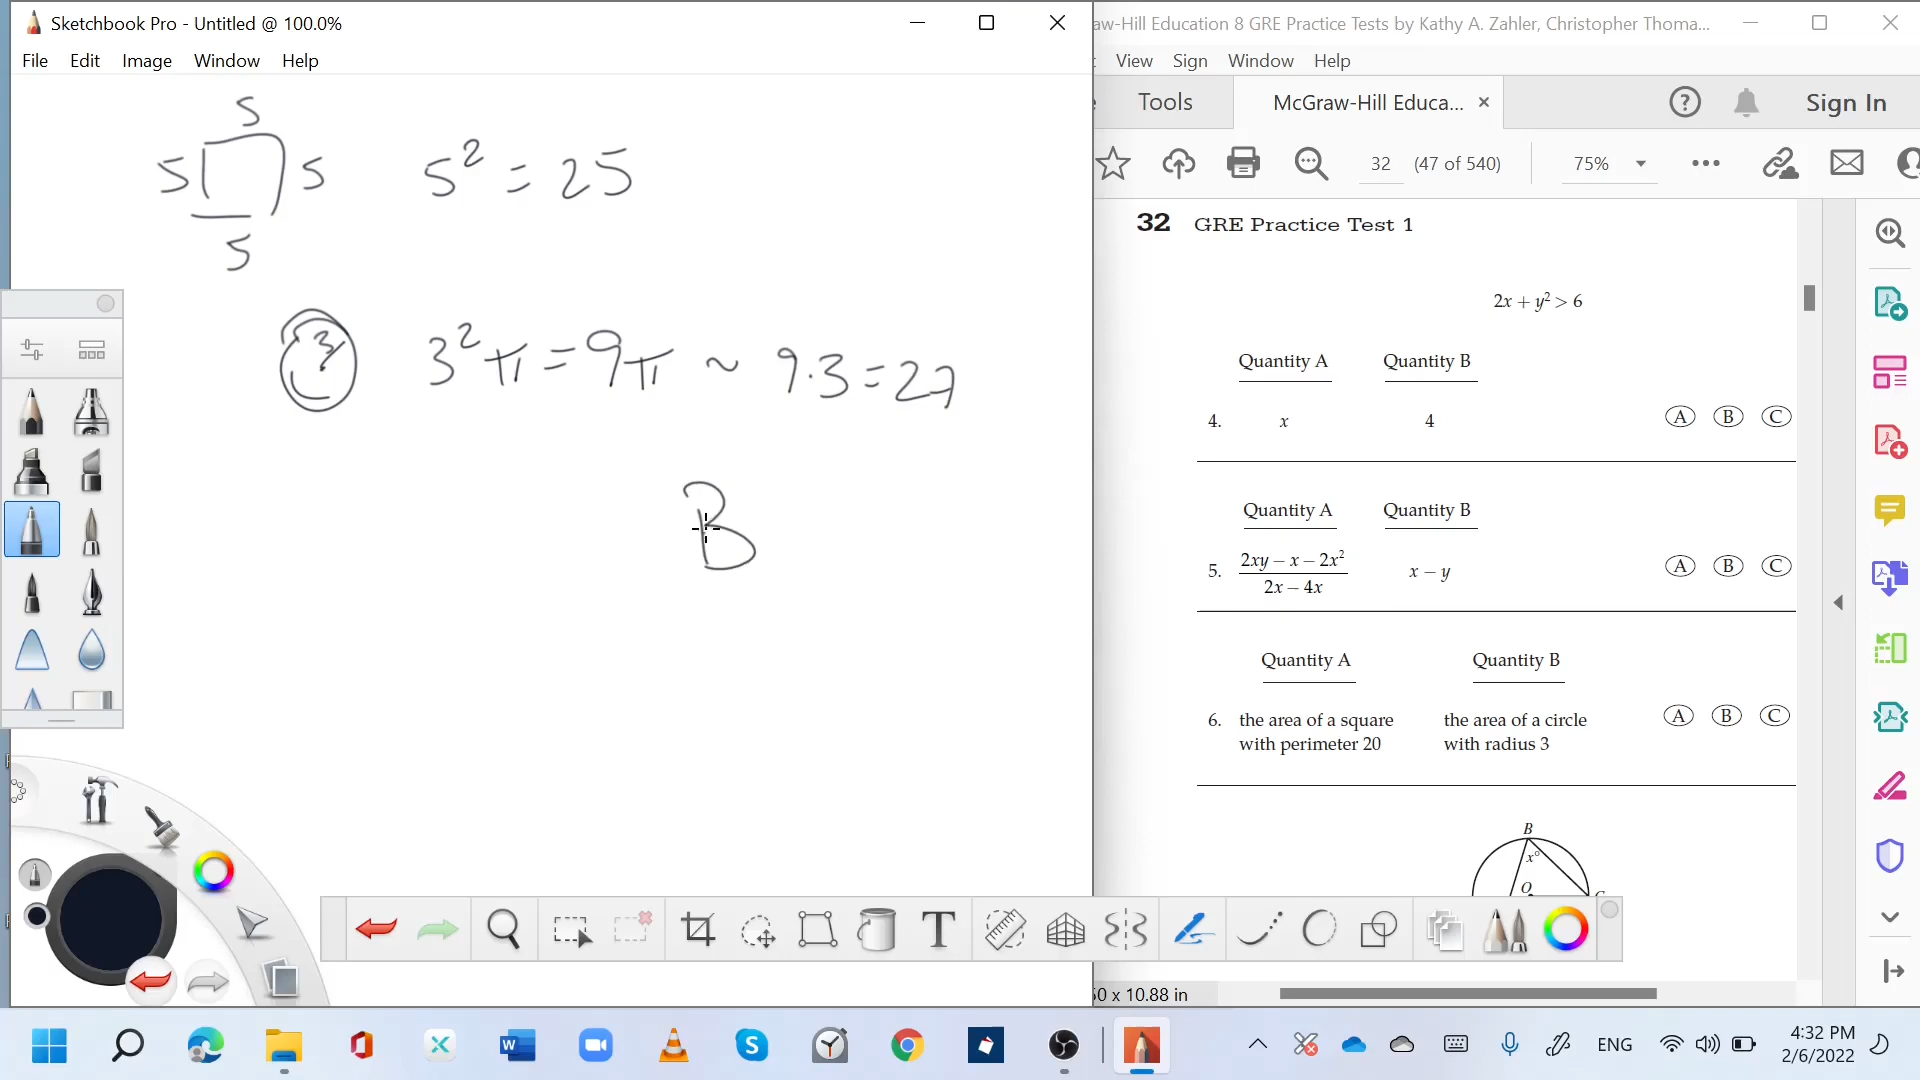 Sketchbook Pro - Untitled @ 100.0%
File Edit Image Window Help
5
5 5 5² = 25
5
3 3²π = 9π ~ 9·3 = 27
B
aw-Hill Education 8 GRE Practice Tests by Kathy A. Zahler, Christopher Thoma...
View Sign Window Help
Tools McGraw-Hill Educa... × Sign In
32 (47 of 540) 75%
32 GRE Practice Test 1
2x + y² > 6
Quantity A Quantity B
4. x 4 A B C
Quantity A Quantity B
5. (2xy – x – 2x²)/(2x – 4x) x – y A B C
Quantity A Quantity B
6. the area of a square the area of a circle A B C
with perimeter 20 with radius 3
B
x°
O
T
0 x 10.88 in
ENG 4:32 PM
2/6/2022